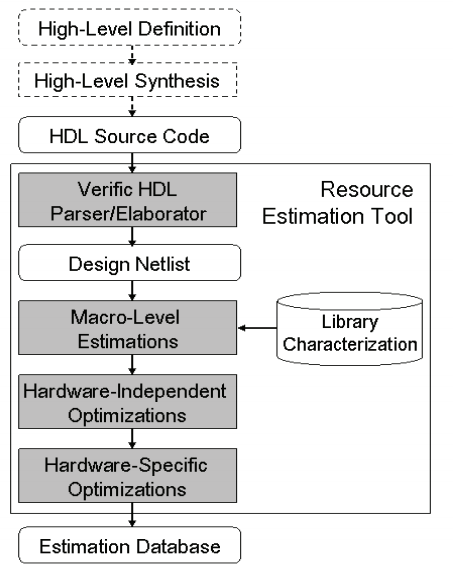 High-Level Definition
High-Level Synthesis
HDL Source Code
Verific HDL
Parser/Elaborator
Resource
Estimation Tool
Design Netlist
Macro-Level
Estimations
Library
Characterization
Hardware-Independent
Optimizations
Hardware-Specific
Optimizations
Estimation Database